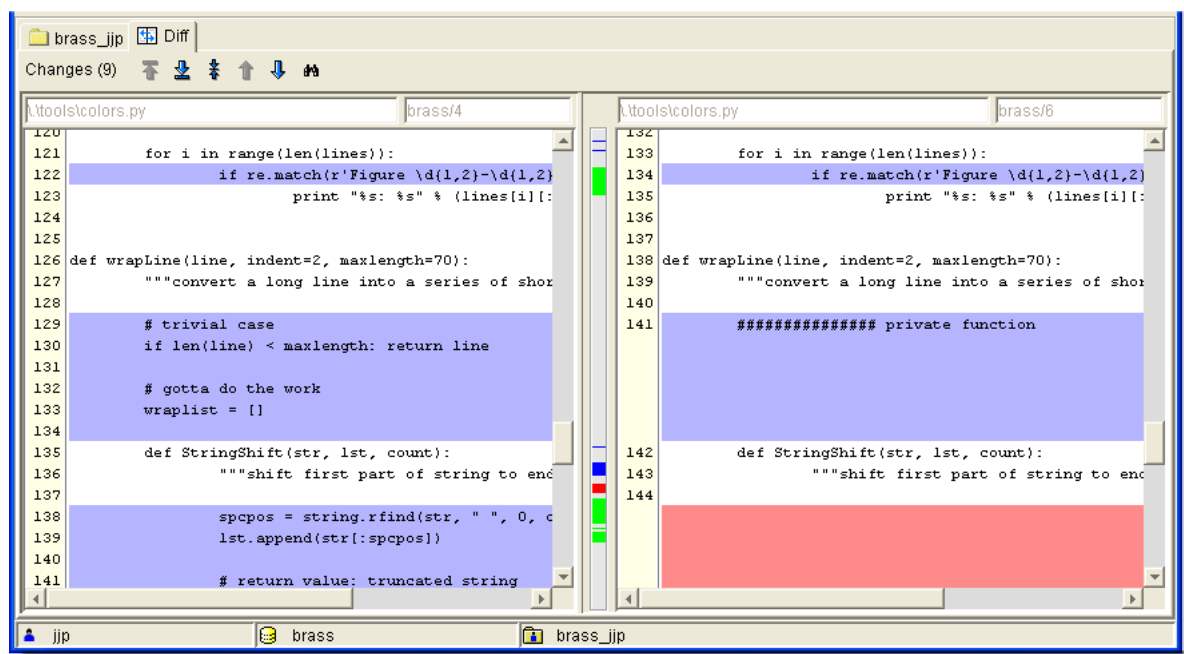 brass_jjp Diff
Changes (9)
\.\tools\colors.py brass/4
120
121 for i in range(len(lines)):
122 if re.match(r'Figure \d{1,2}-\d{1,2}
123 print "%s: %s" % (lines[i][:
124
125
126 def wrapLine(line, indent=2, maxlength=70):
127 """convert a long line into a series of shor
128
129 # trivial case
130 if len(line) < maxlength: return line
131
132 # gotta do the work
133 wraplist = []
134
135 def StringShift(str, lst, count):
136 """shift first part of string to end
137
138 spcpos = string.rfind(str, " ", 0, c
139 lst.append(str[:spcpos])
140
141 # return value: truncated string
\.\tools\colors.py brass/6
132
133 for i in range(len(lines)):
134 if re.match(r'Figure \d{1,2}-\d{1,2}
135 print "%s: %s" % (lines[i][:
136
137
138 def wrapLine(line, indent=2, maxlength=70):
139 """convert a long line into a series of shor
140
141 ############### private function
142 def StringShift(str, lst, count):
143 """shift first part of string to end
144
jjp brass brass_jjp